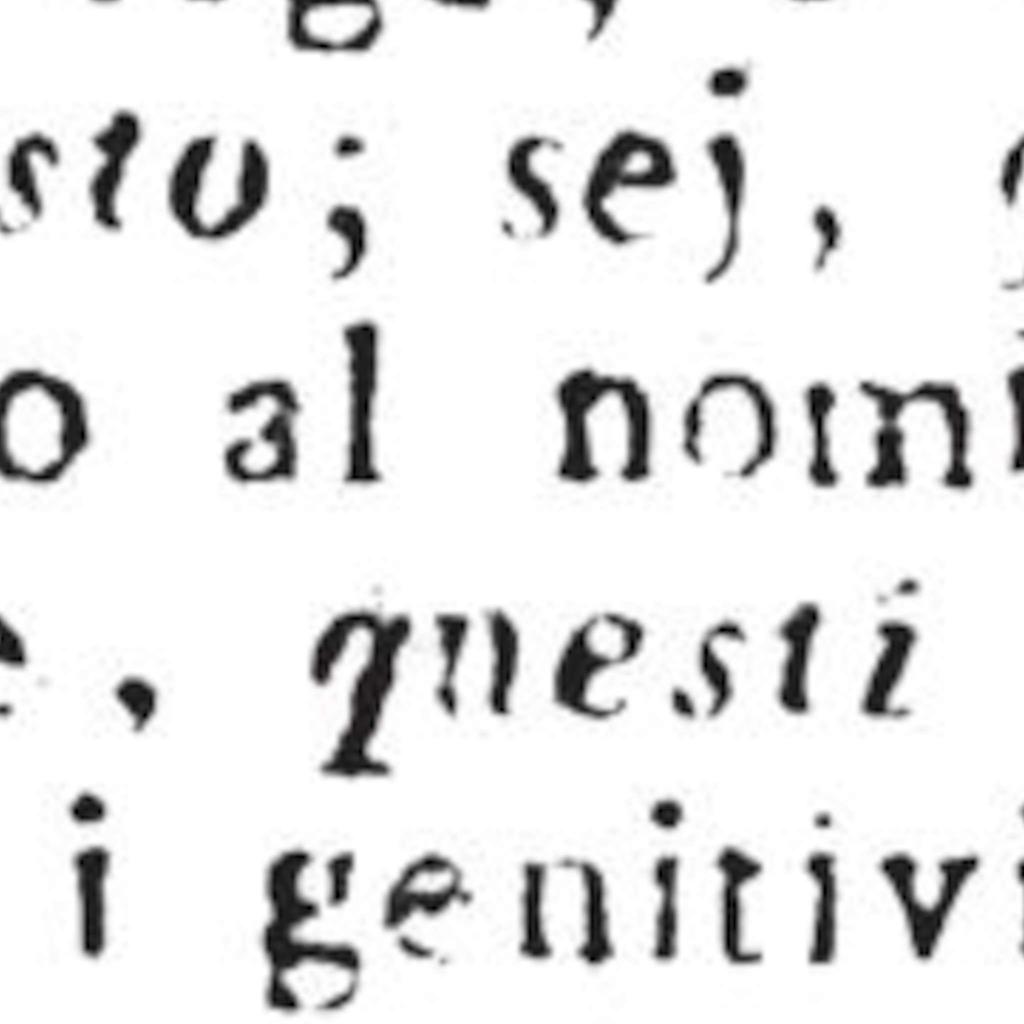 sto; sej,
o al nomi
, questi
i genitivi